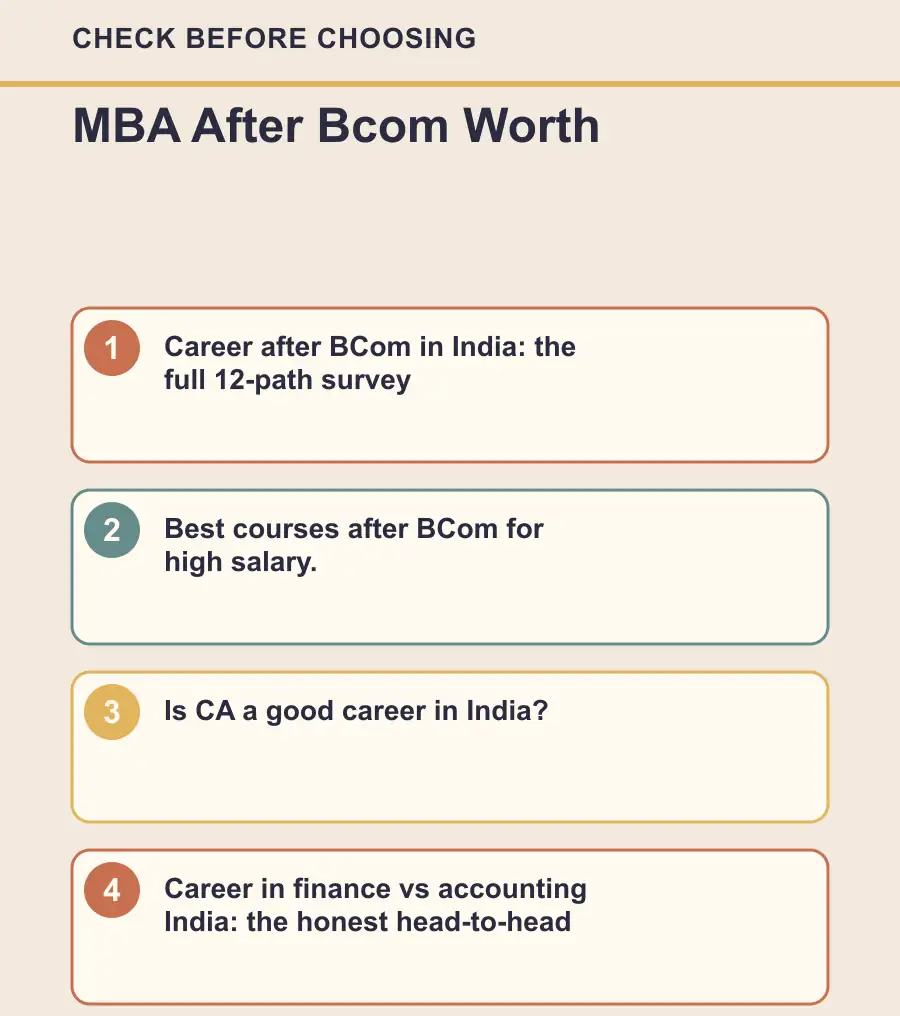 CHECK BEFORE CHOOSING
MBA After Bcom Worth
1
Career after BCom in India: the
full 12-path survey
2
Best courses after BCom for
high salary.
3
Is CA a good career in India?
4
Career in finance vs accounting
India: the honest head-to-head